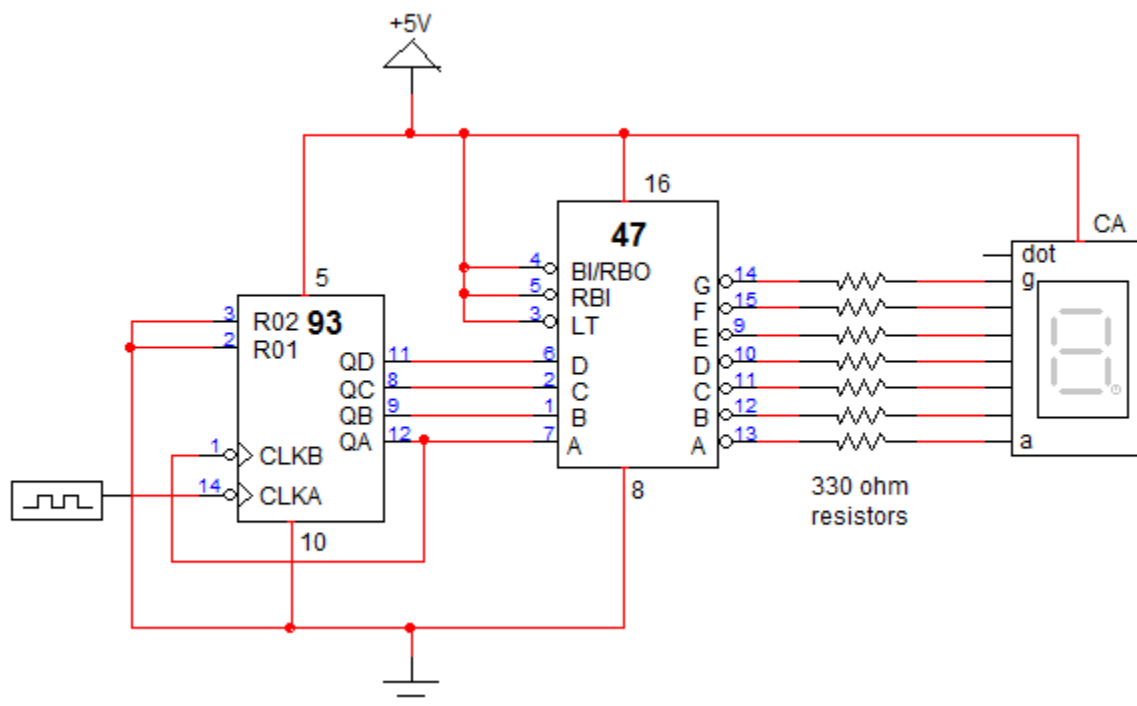 +5V
16
CA
47
dot
4 BI/RBO G 14 g
5 5 RBI F 15
3 R02 93 3 LT E 9
2 R01
QD 11 6 D D 10
QC 8 2 C C 11
QB 9 1 B B 12
QA 12 7 A A 13 a
1 CLKB
14 CLKA
8
330 ohm
resistors
10